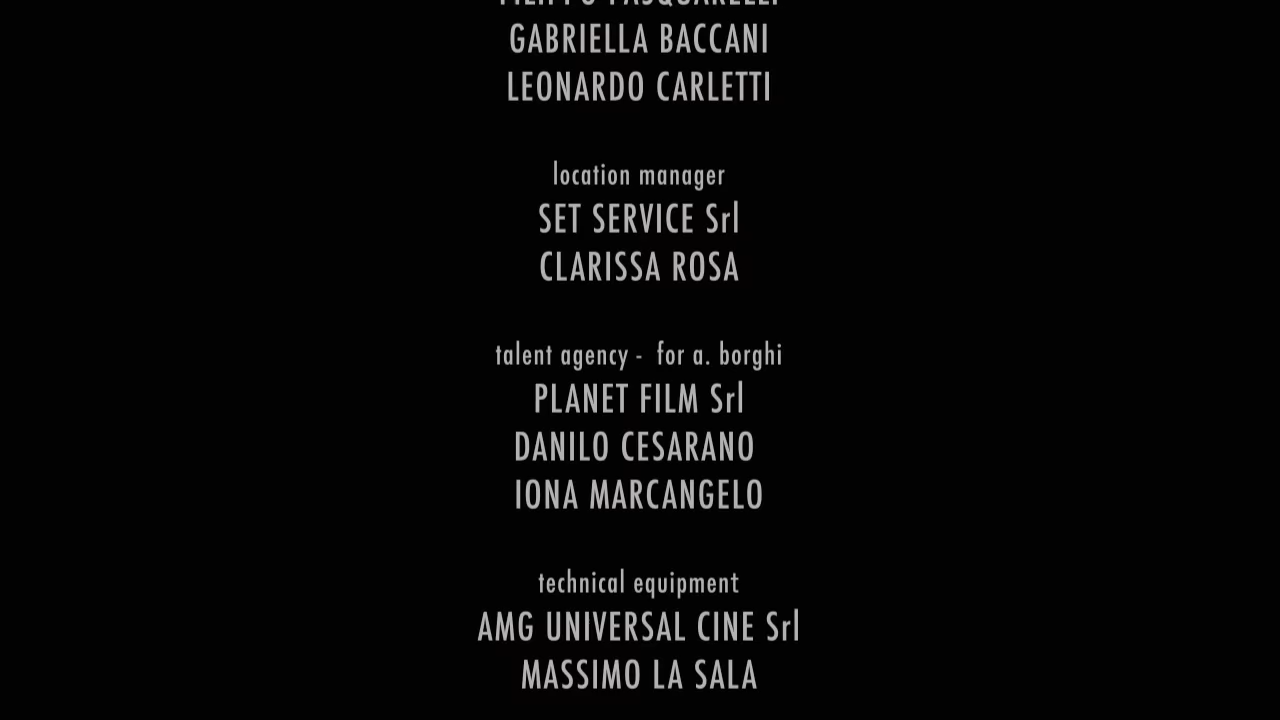 GABRIELLA BACCANI
LEONARDO CARLETTI
location manager
SET SERVICE Srl
CLARISSA ROSA
talent agency - for a. borghi
PLANET FILM Srl
DANILO CESARANO
IONA MARCANGELO
technical equipment
AMG UNIVERSAL CINE Srl
MASSIMO LA SALA